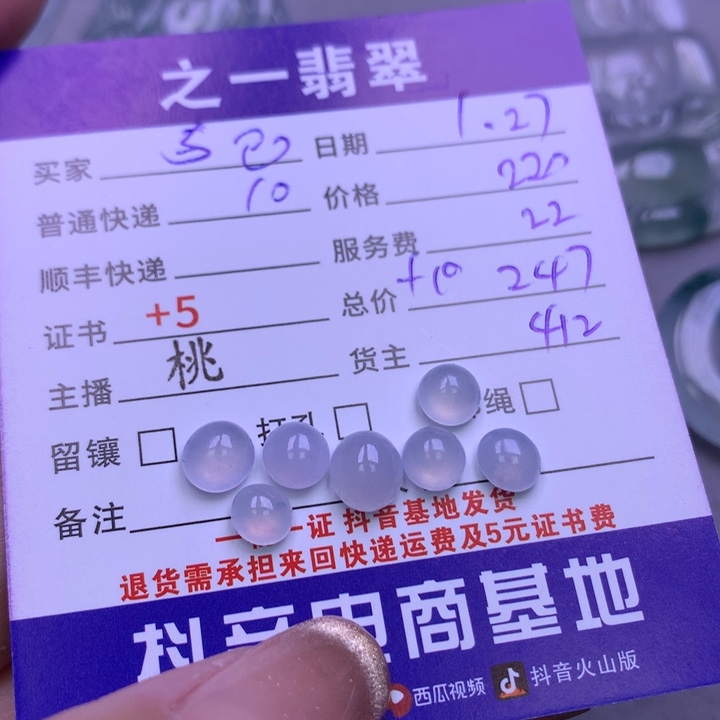 之一翡翠
买家 日期 1.27
普通快递 10 价格 220
顺丰快递 服务费 22
证书 +5 总价 +10 247
主播 桃 货主 412
留镶 打孔 绳
备注
一证 抖音基地发货
退货需承担来回快递运费及5元证书费
抖音电商基地
西瓜视频 抖音火山版